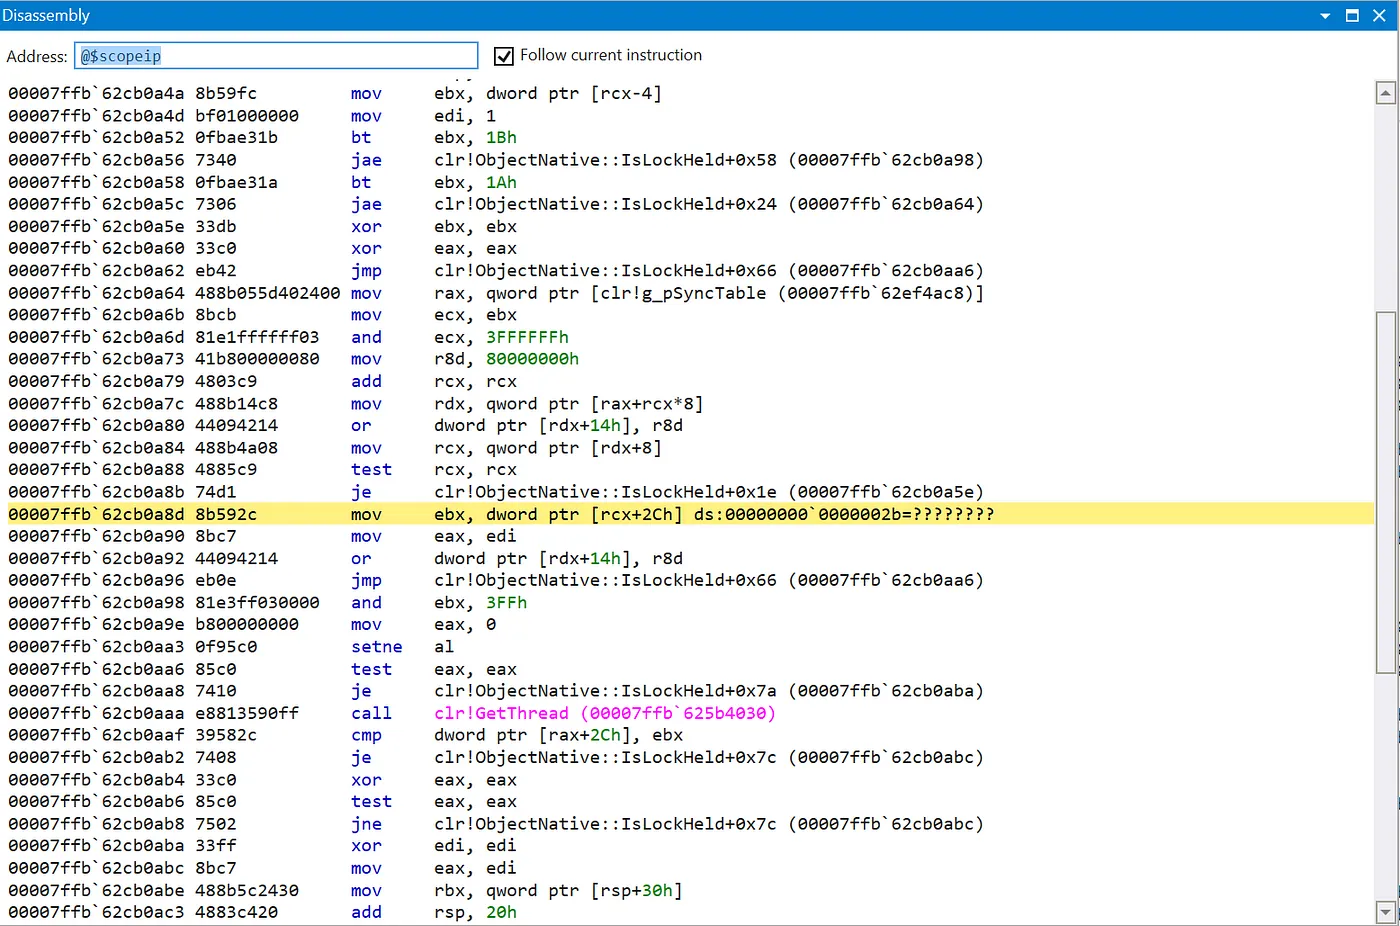 Disassembly
Address: @$scopeip Follow current instruction
00007ffb`62cb0a4a 8b59fc mov ebx, dword ptr [rcx-4]
00007ffb`62cb0a4d bf01000000 mov edi, 1
00007ffb`62cb0a52 0fbae31b bt ebx, 1Bh
00007ffb`62cb0a56 7340 jae clr!ObjectNative::IsLockHeld+0x58 (00007ffb`62cb0a98)
00007ffb`62cb0a58 0fbae31a bt ebx, 1Ah
00007ffb`62cb0a5c 7306 jae clr!ObjectNative::IsLockHeld+0x24 (00007ffb`62cb0a64)
00007ffb`62cb0a5e 33db xor ebx, ebx
00007ffb`62cb0a60 33c0 xor eax, eax
00007ffb`62cb0a62 eb42 jmp clr!ObjectNative::IsLockHeld+0x66 (00007ffb`62cb0aa6)
00007ffb`62cb0a64 488b055d402400 mov rax, qword ptr [clr!g_pSyncTable (00007ffb`62ef4ac8)]
00007ffb`62cb0a6b 8bcb mov ecx, ebx
00007ffb`62cb0a6d 81e1ffffff03 and ecx, 3FFFFFFh
00007ffb`62cb0a73 41b800000080 mov r8d, 80000000h
00007ffb`62cb0a79 4803c9 add rcx, rcx
00007ffb`62cb0a7c 488b14c8 mov rdx, qword ptr [rax+rcx*8]
00007ffb`62cb0a80 44094214 or dword ptr [rdx+14h], r8d
00007ffb`62cb0a84 488b4a08 mov rcx, qword ptr [rdx+8]
00007ffb`62cb0a88 4885c9 test rcx, rcx
00007ffb`62cb0a8b 74d1 je clr!ObjectNative::IsLockHeld+0x1e (00007ffb`62cb0a5e)
00007ffb`62cb0a8d 8b592c mov ebx, dword ptr [rcx+2Ch] ds:00000000`0000002b=????????
00007ffb`62cb0a90 8bc7 mov eax, edi
00007ffb`62cb0a92 44094214 or dword ptr [rdx+14h], r8d
00007ffb`62cb0a96 eb0e jmp clr!ObjectNative::IsLockHeld+0x66 (00007ffb`62cb0aa6)
00007ffb`62cb0a98 81e3ff030000 and ebx, 3FFh
00007ffb`62cb0a9e b800000000 mov eax, 0
00007ffb`62cb0aa3 0f95c0 setne al
00007ffb`62cb0aa6 85c0 test eax, eax
00007ffb`62cb0aa8 7410 je clr!ObjectNative::IsLockHeld+0x7a (00007ffb`62cb0aba)
00007ffb`62cb0aaa e8813590ff call clr!GetThread (00007ffb`625b4030)
00007ffb`62cb0aaf 39582c cmp dword ptr [rax+2Ch], ebx
00007ffb`62cb0ab2 7408 je clr!ObjectNative::IsLockHeld+0x7c (00007ffb`62cb0abc)
00007ffb`62cb0ab4 33c0 xor eax, eax
00007ffb`62cb0ab6 85c0 test eax, eax
00007ffb`62cb0ab8 7502 jne clr!ObjectNative::IsLockHeld+0x7c (00007ffb`62cb0abc)
00007ffb`62cb0aba 33ff xor edi, edi
00007ffb`62cb0abc 8bc7 mov eax, edi
00007ffb`62cb0abe 488b5c2430 mov rbx, qword ptr [rsp+30h]
00007ffb`62cb0ac3 4883c420 add rsp, 20h